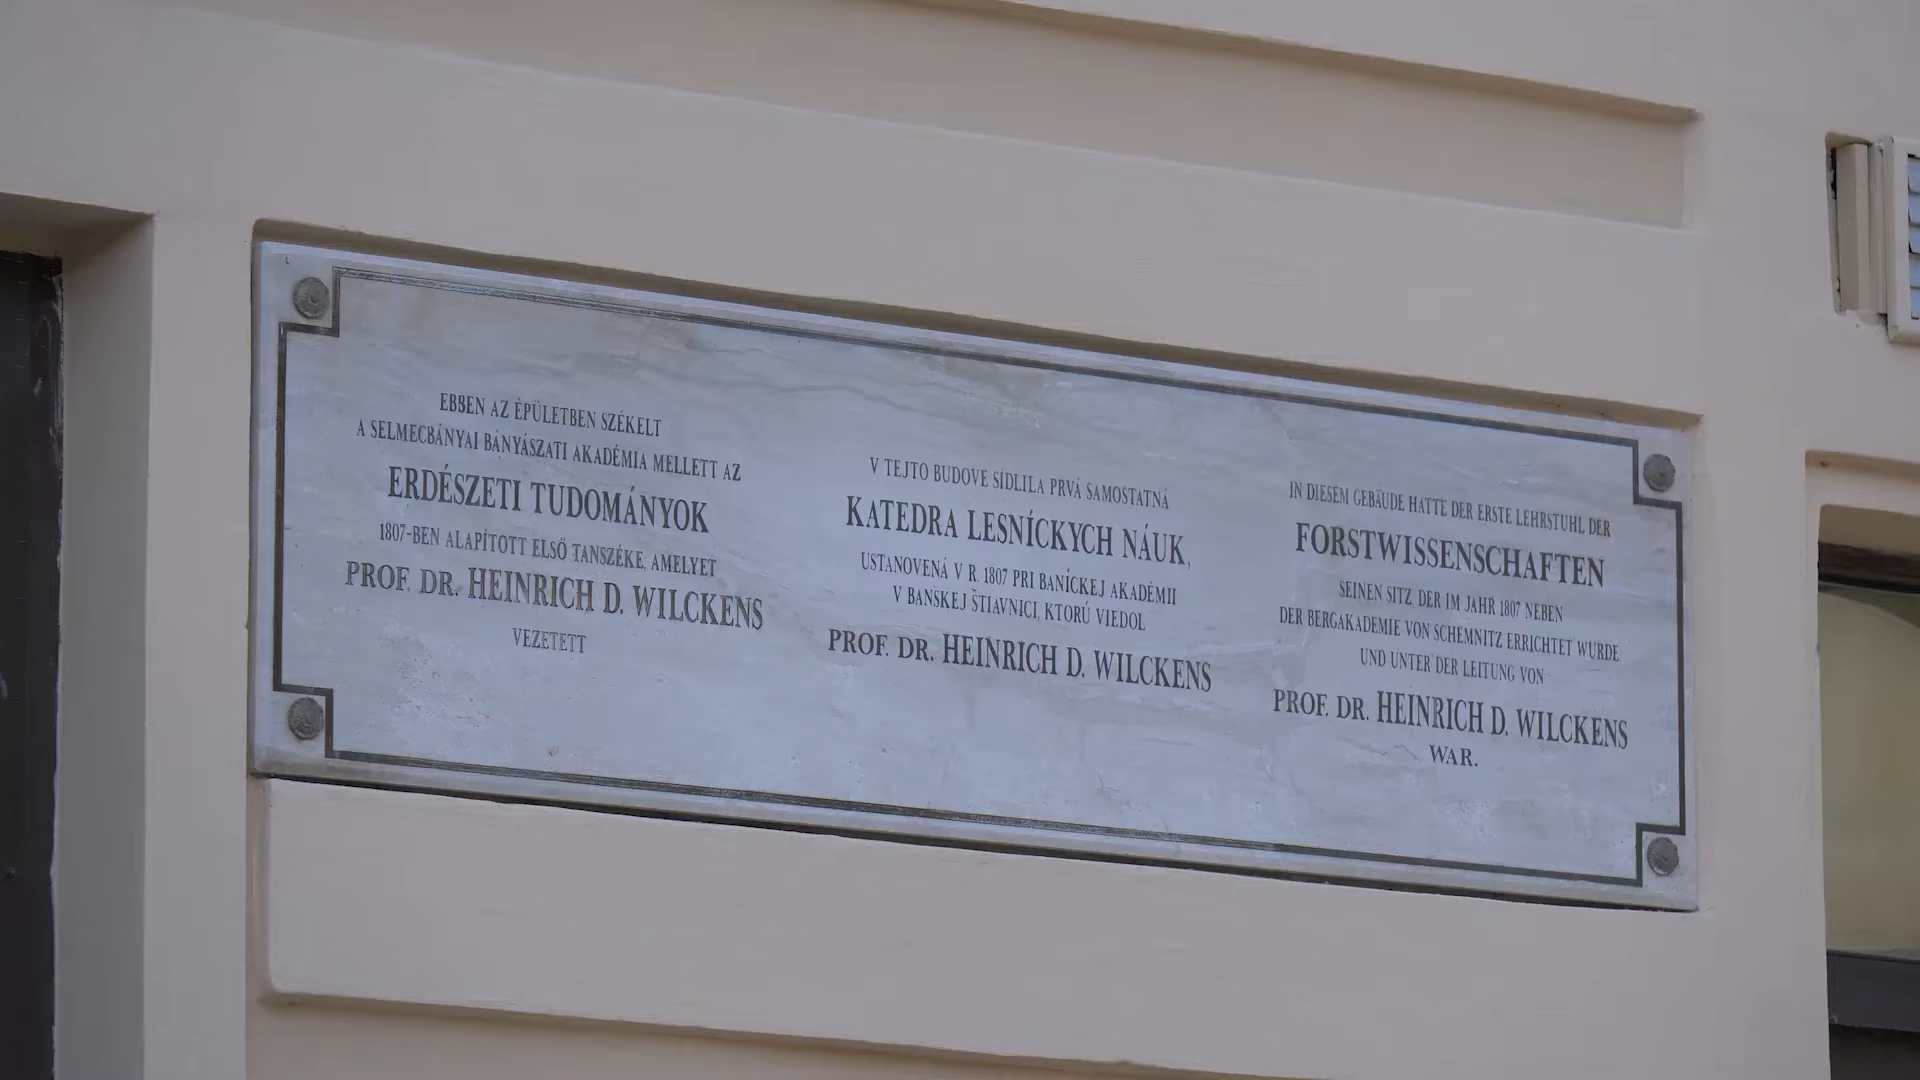 EBBEN AZ ÉPÜLETBEN SZÉKELT
A SELMECBÁNYAI BÁNYÁSZATI AKADÉMIA MELLETT AZ
ERDÉSZETI TUDOMÁNYOK
1807-BEN ALAPÍTOTT ELSŐ TANSZÉKE, AMELYET
PROF. DR. HEINRICH D. WILCKENS
VEZETETT
V TEJTO BUDOVE SÍDLILA PRVÁ SAMOSTATNÁ
KATEDRA LESNÍCKYCH NÁUK,
USTANOVENÁ V R. 1807 PRI BANÍCKEJ AKADÉMII
V BANSKEJ ŠTIAVNICI, KTORÚ VIEDOL
PROF. DR. HEINRICH D. WILCKENS
IN DIESEM GEBÄUDE HATTE DER ERSTE LEHRSTUHL DER
FORSTWISSENSCHAFTEN
SEINEN SITZ, DER IM JAHR 1807 NEBEN
DER BERGAKADEMIE VON SCHEMNITZ ERRICHTET WURDE
UND UNTER DER LEITUNG VON
PROF. DR. HEINRICH D. WILCKENS
WAR.